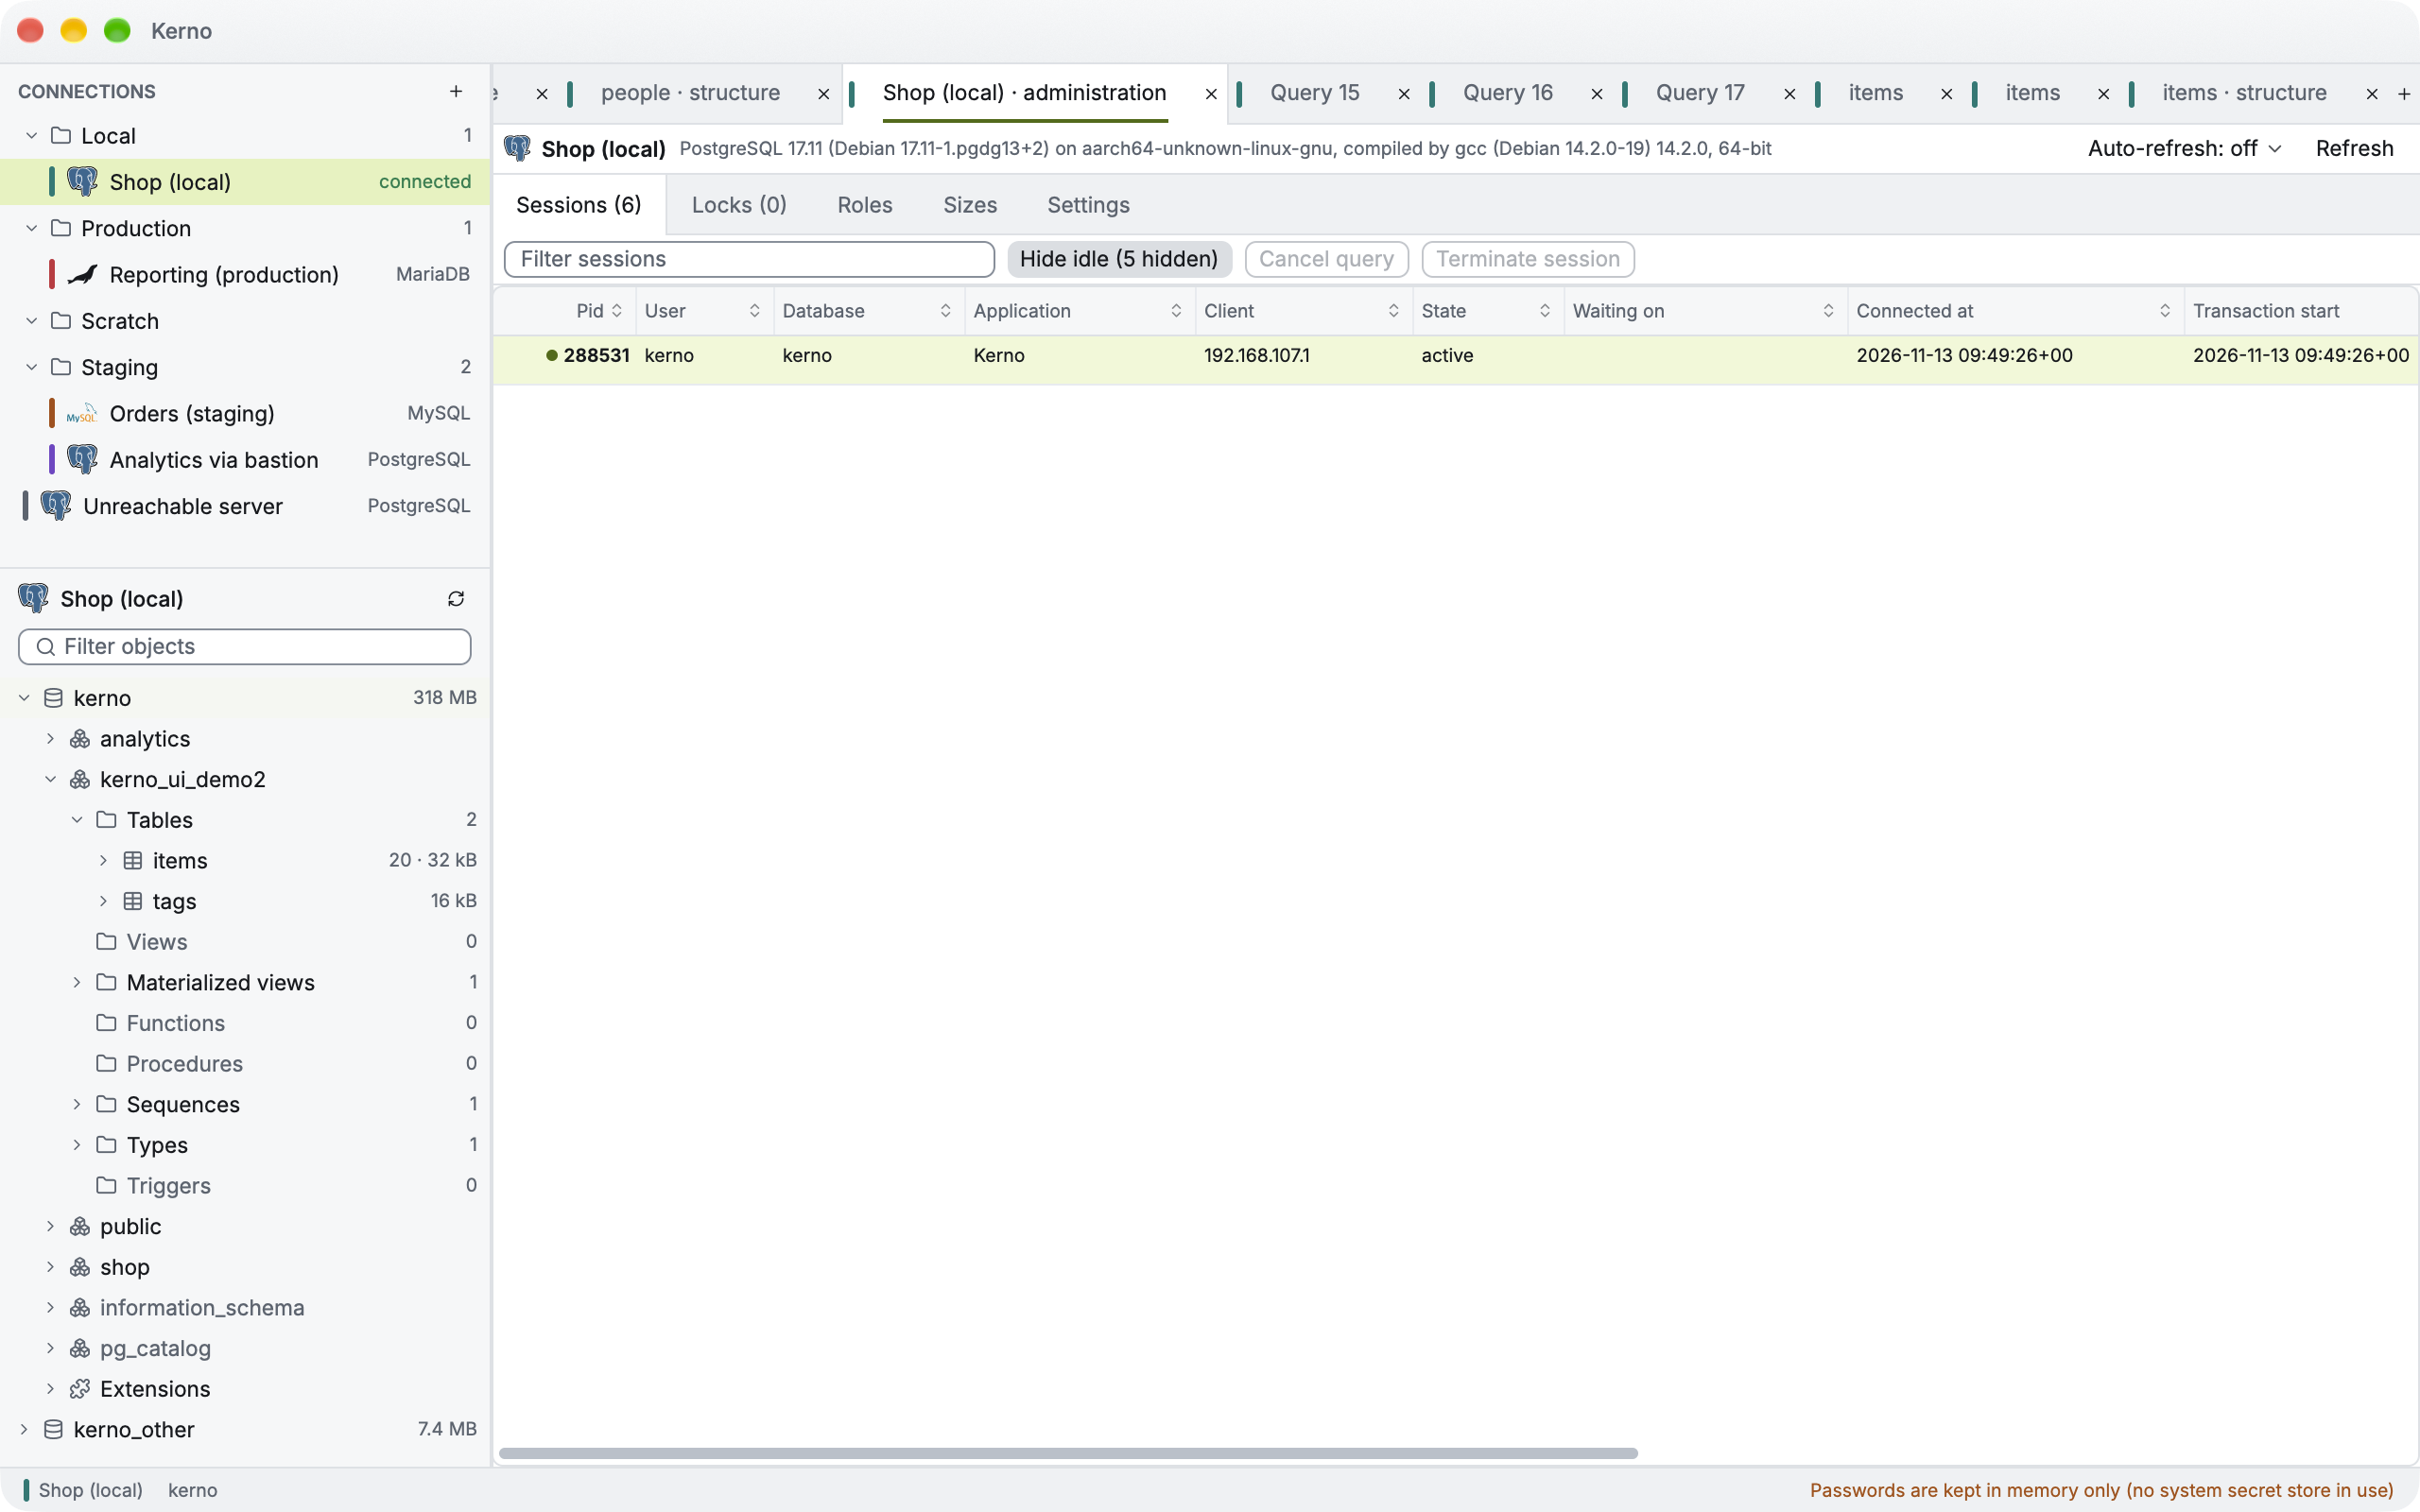 Kerno
CONNECTIONS
Local 1
Shop (local) connected
Production 1
Reporting (production) MariaDB
Scratch
Staging 2
MySQL Orders (staging) MySQL
Analytics via bastion PostgreSQL
Unreachable server PostgreSQL
Shop (local)
Filter objects
kerno 318 MB
analytics
kerno_ui_demo2
Tables 2
items 20 · 32 kB
tags 16 kB
Views 0
Materialized views 1
Functions 0
Procedures 0
Sequences 1
Types 1
Triggers 0
public
shop
information_schema
pg_catalog
Extensions
kerno_other 7.4 MB
people · structure Shop (local) · administration Query 15 Query 16 Query 17 items items items · structure
Shop (local) PostgreSQL 17.11 (Debian 17.11-1.pgdg13+2) on aarch64-unknown-linux-gnu, compiled by gcc (Debian 14.2.0-19) 14.2.0, 64-bit Auto-refresh: off Refresh
Sessions (6) Locks (0) Roles Sizes Settings
Filter sessions Hide idle (5 hidden) Cancel query Terminate session
Pid User Database Application Client State Waiting on Connected at Transaction start
288531 kerno kerno Kerno 192.168.107.1 active 2026-11-13 09:49:26+00 2026-11-13 09:49:26+00
Shop (local) kerno Passwords are kept in memory only (no system secret store in use)